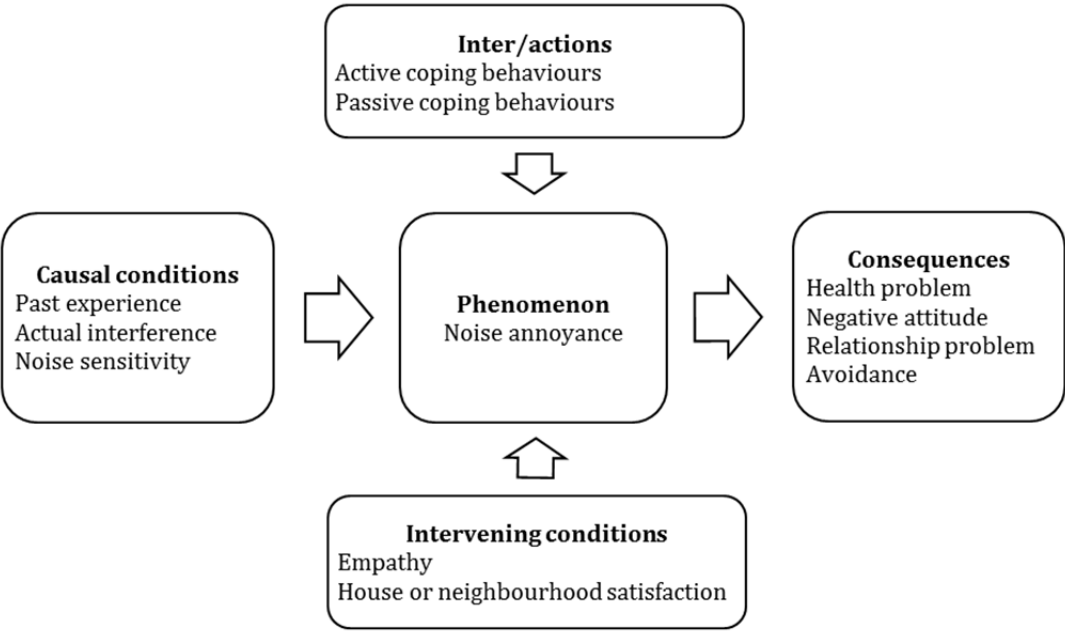 Inter/actions
Active coping behaviours
Passive coping behaviours
Causal conditions
Past experience
Actual interference
Noise sensitivity
Phenomenon
Noise annoyance
Consequences
Health problem
Negative attitude
Relationship problem
Avoidance
Intervening conditions
Empathy
House or neighbourhood satisfaction